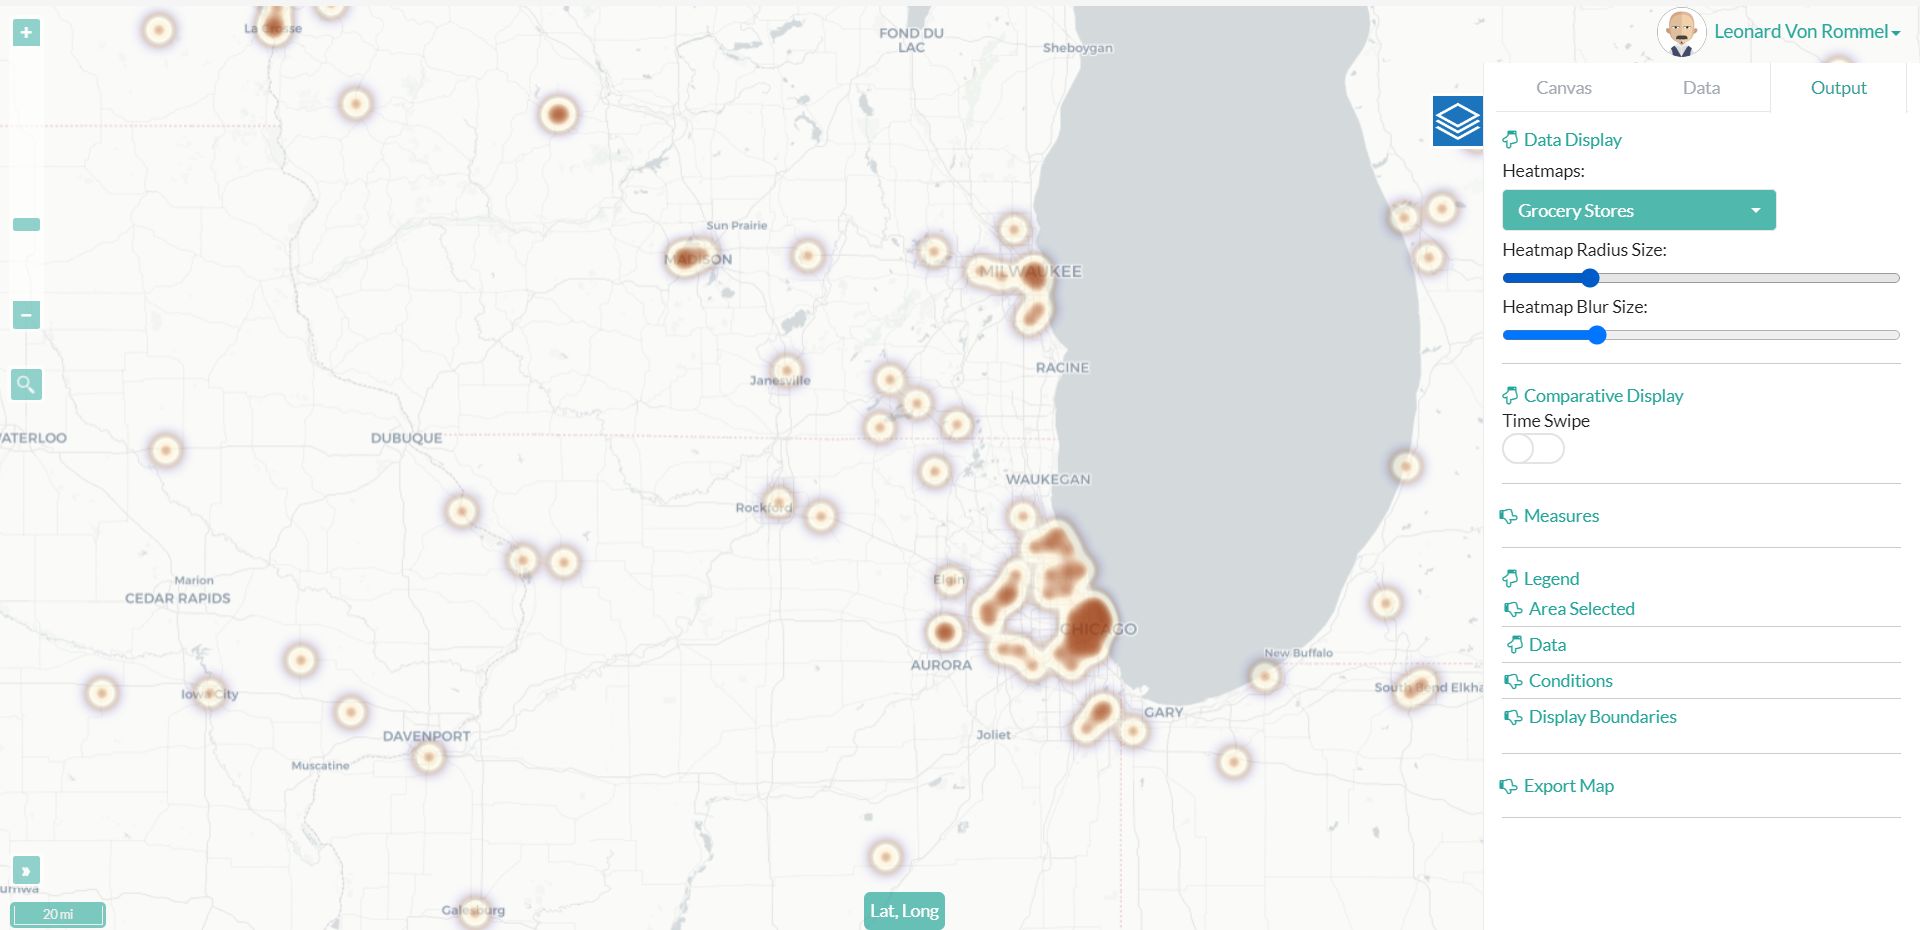 +
La Crosse
FOND DU
LAC
Sheboygan
Leonard Von Rommel
Canvas
Data
Output
Data Display
Heatmaps:
Grocery Stores
Heatmap Radius Size:
Heatmap Blur Size:
Comparative Display
Time Swipe
Measures
Legend
Area Selected
Data
Conditions
Display Boundaries
Export Map
Sun Prairie
MADISON
MILWAUKEE
−
Janesville
RACINE
ATERLOO
DUBUQUE
WAUKEGAN
Rockford
Marion
Elgin
CEDAR RAPIDS
CHICAGO
New Buffalo
AURORA
South Bend
Elkha
Iowa City
GARY
DAVENPORT
Joliet
Muscatine
»
umwa
Galesburg
20 mi
Lat, Long